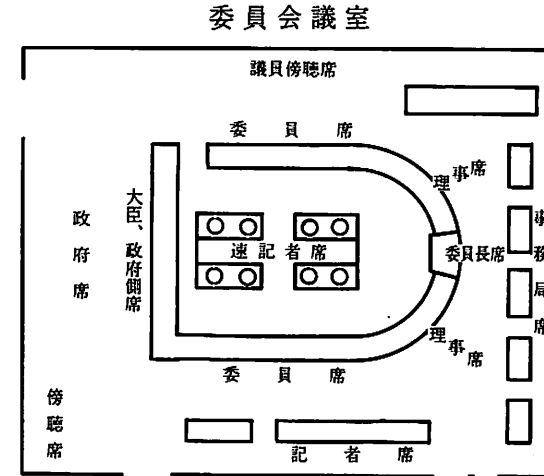 委員会議室
議員傍聴席
委員席
理事席
大臣、政府側席
政府席
速記者席
委員長席
事務局席
理事席
委員席
傍聴席
記者席